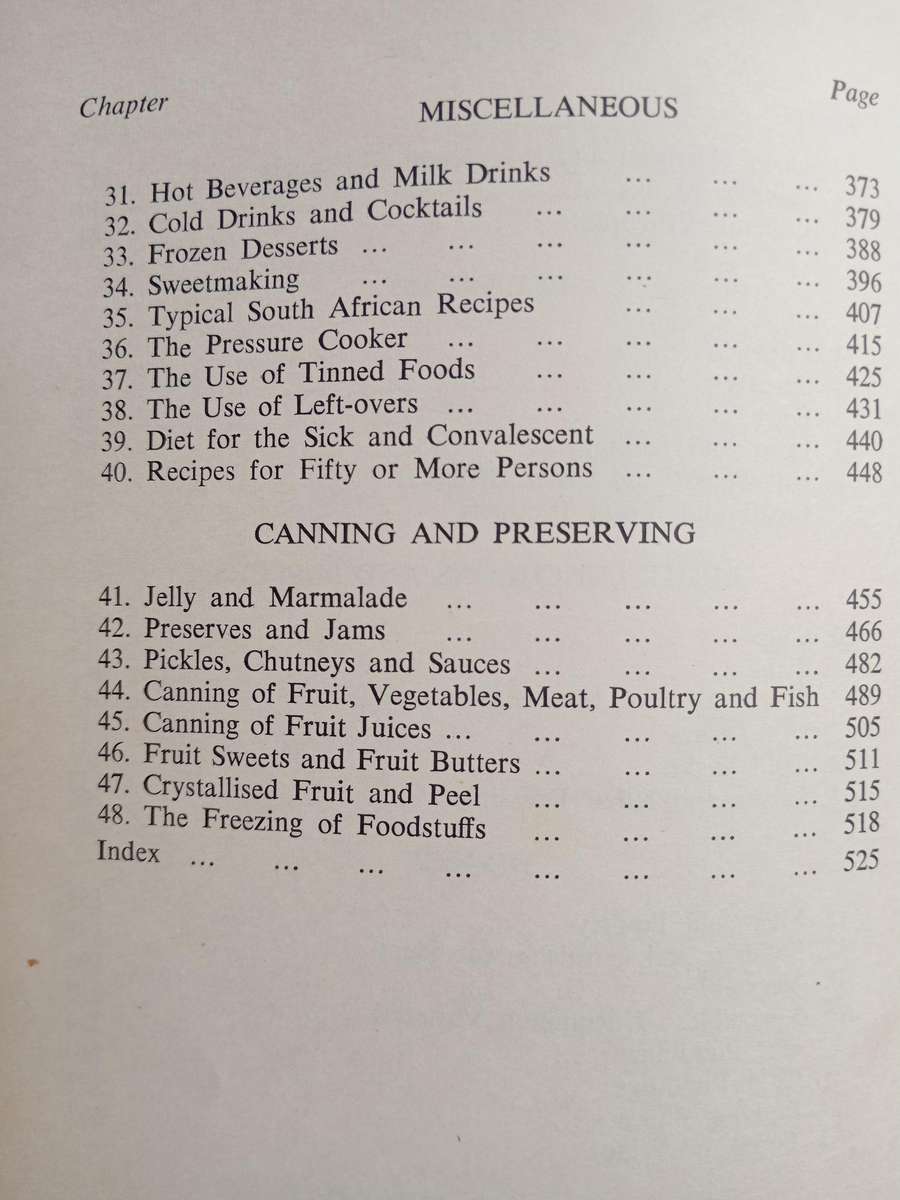 Chapter MISCELLANEOUS Page
31. Hot Beverages and Milk Drinks ... ... ... 373
32. Cold Drinks and Cocktails ... ... ... ... 379
33. Frozen Desserts ... ... ... ... ... ... 388
34. Sweetmaking ... ... ... ... ... ... 396
35. Typical South African Recipes ... ... ... 407
36. The Pressure Cooker ... ... ... ... ... 415
37. The Use of Tinned Foods ... ... ... ... 425
38. The Use of Left-overs ... ... ... ... ... 431
39. Diet for the Sick and Convalescent ... ... ... 440
40. Recipes for Fifty or More Persons ... ... ... 448
CANNING AND PRESERVING
41. Jelly and Marmalade ... ... ... ... ... 455
42. Preserves and Jams ... ... ... ... ... 466
43. Pickles, Chutneys and Sauces ... ... ... ... 482
44. Canning of Fruit, Vegetables, Meat, Poultry and Fish 489
45. Canning of Fruit Juices ... ... ... ... ... 505
46. Fruit Sweets and Fruit Butters ... ... ... ... 511
47. Crystallised Fruit and Peel ... ... ... ... 515
48. The Freezing of Foodstuffs ... ... ... ... 518
Index ... ... ... ... ... ... ... ... 525